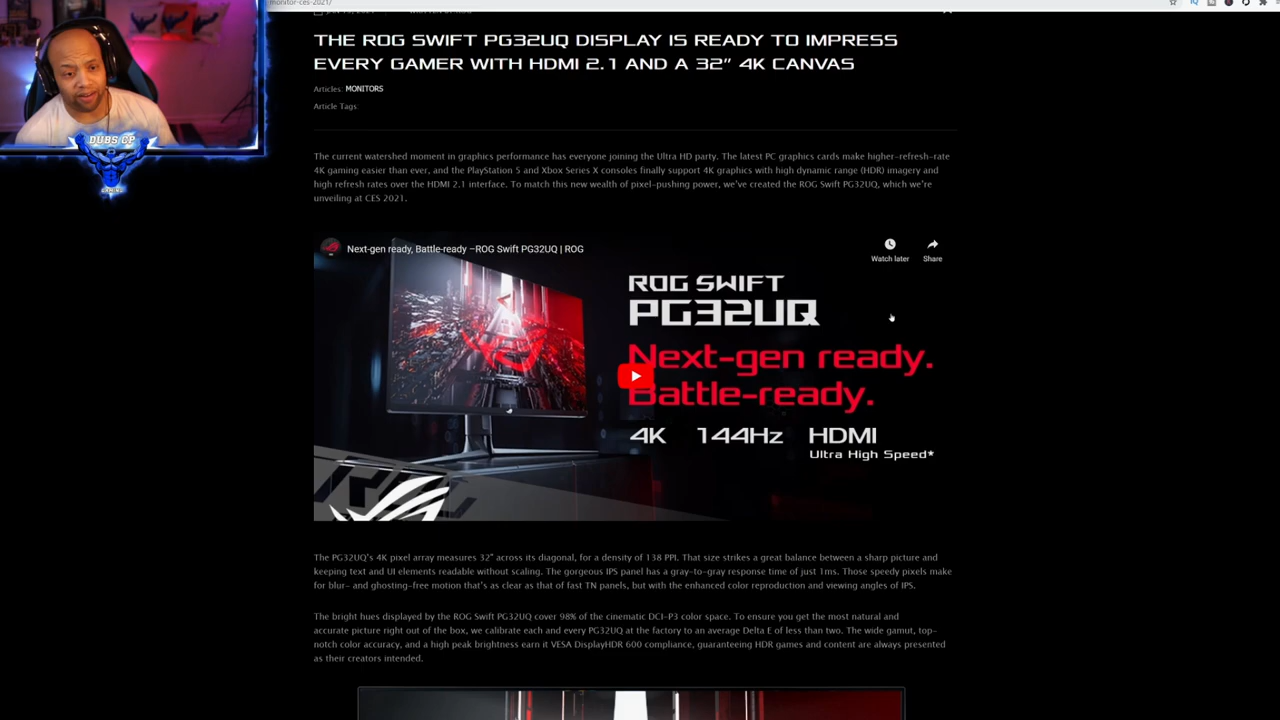 monitor-ces-2021/
THE ROG SWIFT PG32UQ DISPLAY IS READY TO IMPRESS
EVERY GAMER WITH HDMI 2.1 AND A 32” 4K CANVAS
Articles: MONITORS
Article Tags:
DUBS CP
The current watershed moment in graphics performance has everyone joining the Ultra HD party. The latest PC graphics cards make higher-refresh-rate
4K gaming easier than ever, and the PlayStation 5 and Xbox Series X consoles finally support 4K graphics with high dynamic range (HDR) imagery and
high refresh rates over the HDMI 2.1 interface. To match this new wealth of pixel-pushing power, we've created the ROG Swift PG32UQ, which we're
unveiling at CES 2021.
Next-gen ready, Battle-ready –ROG Swift PG32UQ | ROG
Watch later
Share
ROG SWIFT
PG32UQ
Next-gen ready.
Battle-ready.
4K 144Hz HDMI
Ultra High Speed*
The PG32UQ's 4K pixel array measures 32" across its diagonal, for a density of 138 PPI. That size strikes a great balance between a sharp picture and
keeping text and UI elements readable without scaling. The gorgeous IPS panel has a gray-to-gray response time of just 1ms. Those speedy pixels make
for blur- and ghosting-free motion that's as clear as that of fast TN panels, but with the enhanced color reproduction and viewing angles of IPS.
The bright hues displayed by the ROG Swift PG32UQ cover 98% of the cinematic DCI-P3 color space. To ensure you get the most natural and
accurate picture right out of the box, we calibrate each and every PG32UQ at the factory to an average Delta E of less than two. The wide gamut, top-
notch color accuracy, and a high peak brightness earn it VESA DisplayHDR 600 compliance, guaranteeing HDR games and content are always presented
as their creators intended.